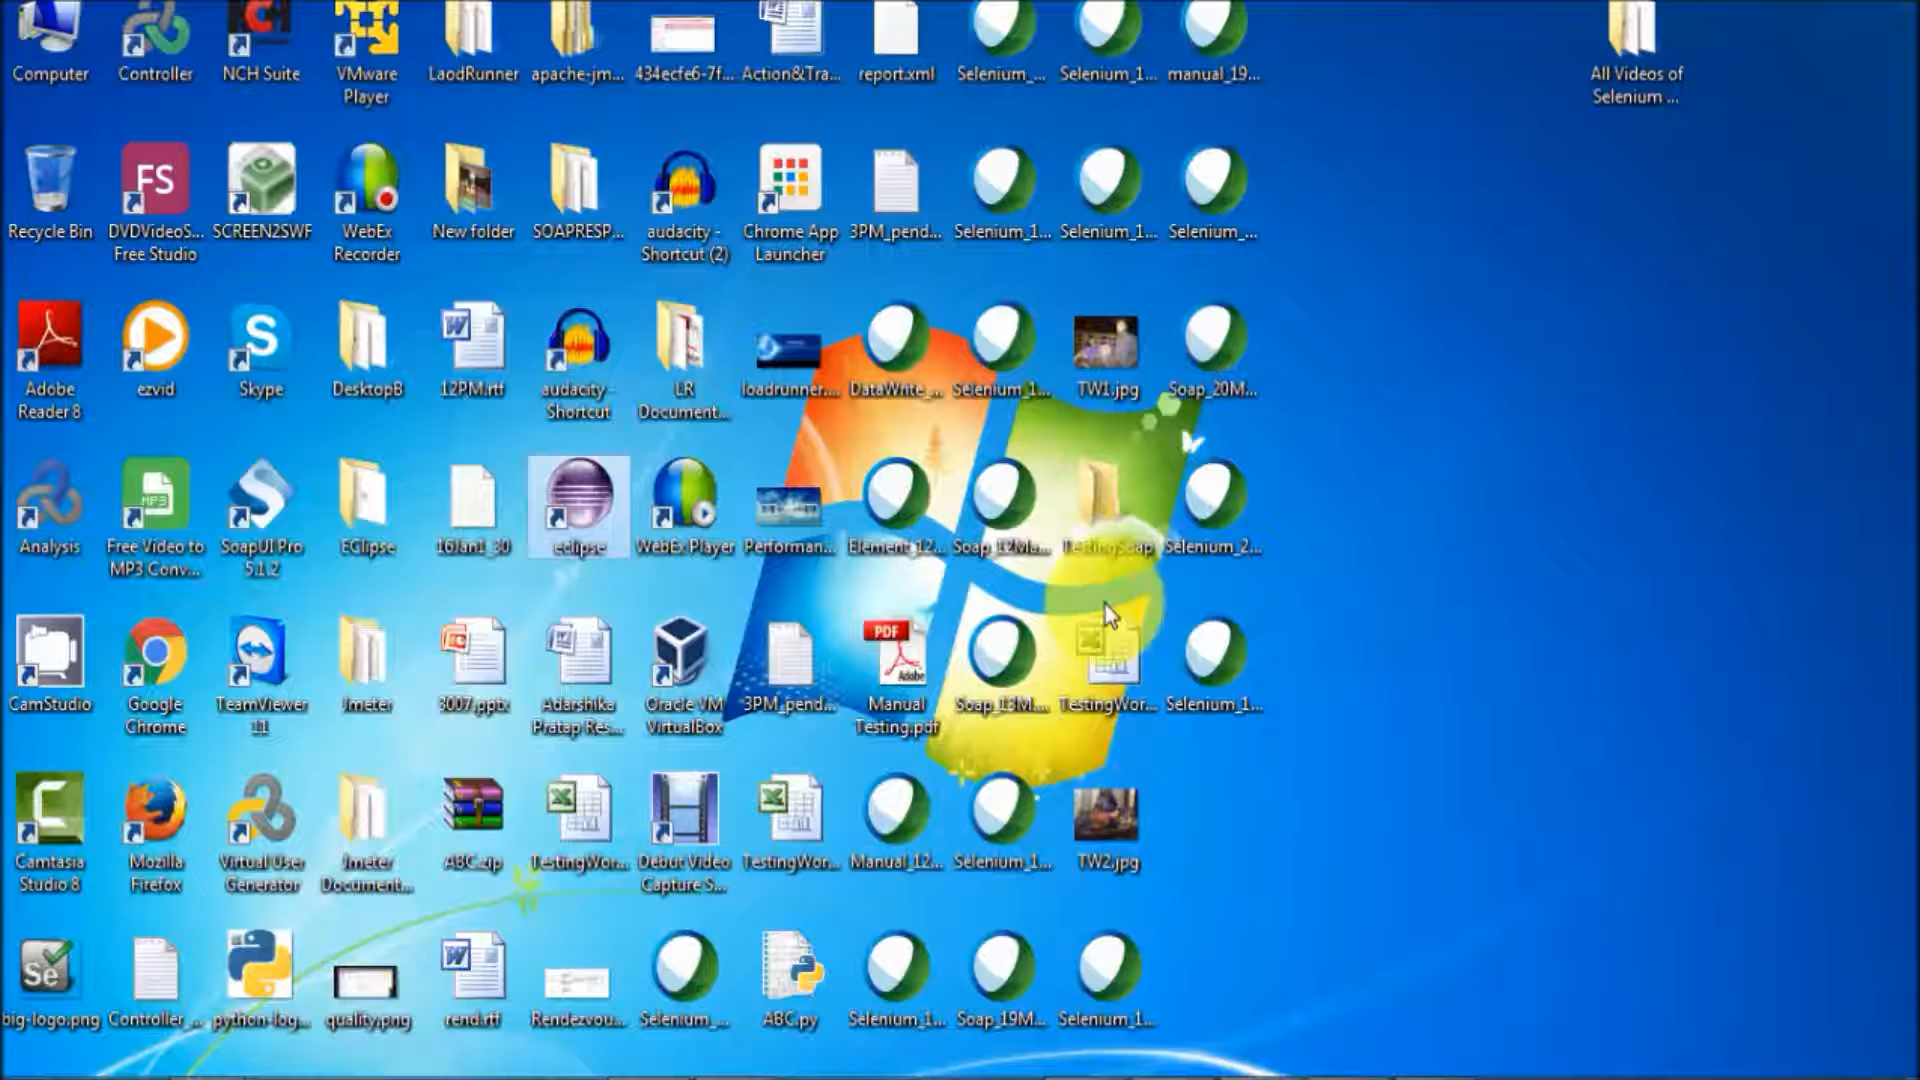 Computer
Controller
NCH Suite
VMware
Player
LaodRunner
apache-jm...
434ecfe6-7f...
Action&Tra...
report.xml
Selenium_...
Selenium_1...
manual_19...
All Videos of
Selenium ...
Recycle Bin
FS
DVDVideoS...
Free Studio
SCREEN2SWF
WebEx
Recorder
New folder
SOAPRESP...
audacity -
Shortcut (2)
Chrome App
Launcher
3PM_pend...
Selenium_1...
Selenium_1...
Selenium_...
Adobe
Reader 8
ezvid
S
Skype
DesktopB
12PM.rtf
audacity -
Shortcut
LR
Document...
loadrunner....
DataWrite_...
Selenium_1...
TW1.jpg
Soap_20M...
Analysis
MP3
Free Video to
MP3 Conv...
SoapUI Pro
5.1.2
EClipse
16Jan1_30
eclipse
WebEx Player
Performan...
Element_12...
Soap_12Ma...
TestingSoap
Selenium_2...
CamStudio
Google
Chrome
TeamViewer
11
Jmeter
3007.pptx
Adarshika
Pratap Res...
Oracle VM
VirtualBox
3PM_pend...
PDF
Adobe
Manual
Testing.pdf
Soap_13M...
TestingWor...
Selenium_1...
Camtasia
Studio 8
Mozilla
Firefox
Virtual User
Generator
Jmeter
Document...
ABC.zip
TestingWor...
Debut Video
Capture S...
TestingWor...
Manual_12...
Selenium_1...
TW2.jpg
Se
big-logo.png
Controller_...
python-log...
quality.png
rend.rtf
Rendezvou...
Selenium_...
ABC.py
Selenium_1...
Soap_19M...
Selenium_1...